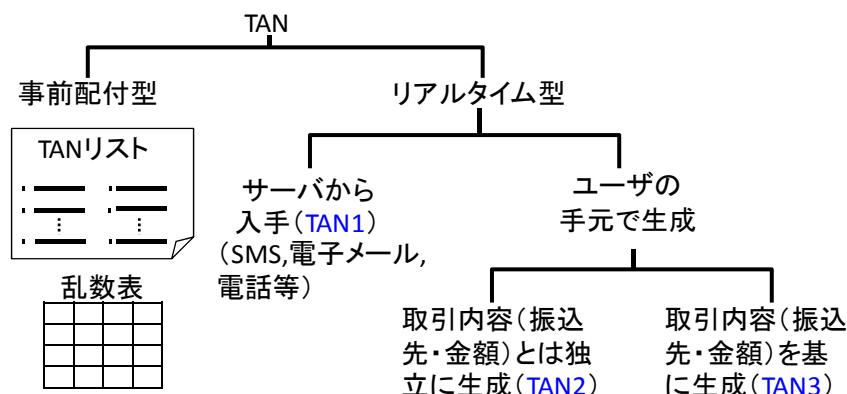 TAN
事前配付型
リアルタイム型
TANリスト
サーバから
入手(TAN1)
(SMS,電子メール,
電話等)
ユーザの
手元で生成
乱数表
取引内容(振込
先・金額)とは独
立に生成(TAN2)
取引内容(振込
先・金額)を基
に生成(TAN3)